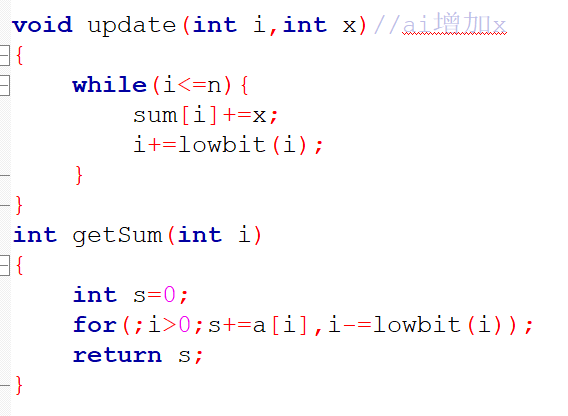 void update(int i,int x)//ai增加x
{
    while(i<=n){
        sum[i]+=x;
        i+=lowbit(i);
    }
}
int getSum(int i)
{
    int s=0;
    for(;i>0;s+=a[i],i-=lowbit(i));
    return s;
}